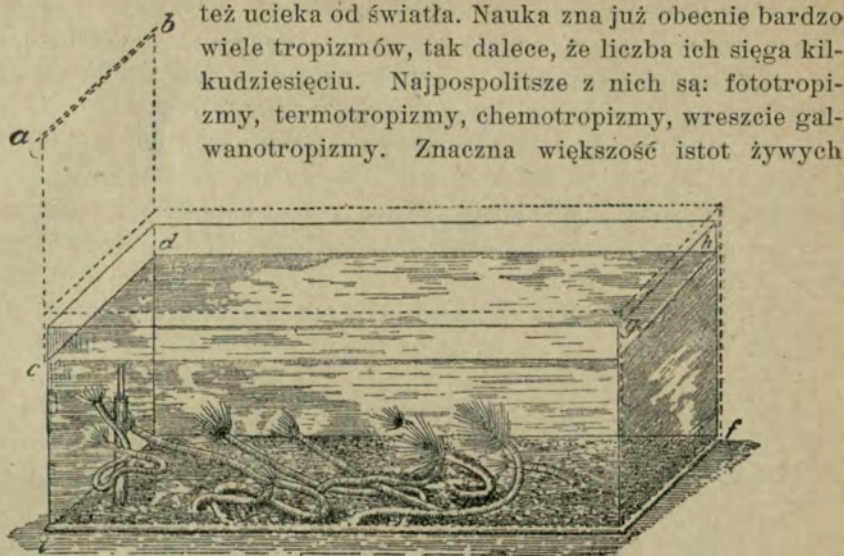 też ucieka od światła. Nauka zna już obecnie bardzo
wiele tropizmów, tak dalece, że liczba ich sięga kil-
kudziesięciu. Najpospolitsze z nich są: fototropi-
zmy, termotropizmy, chemotropizmy, wreszcie gal-
wanotropizmy. Znaczna większość istot żywych
b
a
d
h
g
c
f